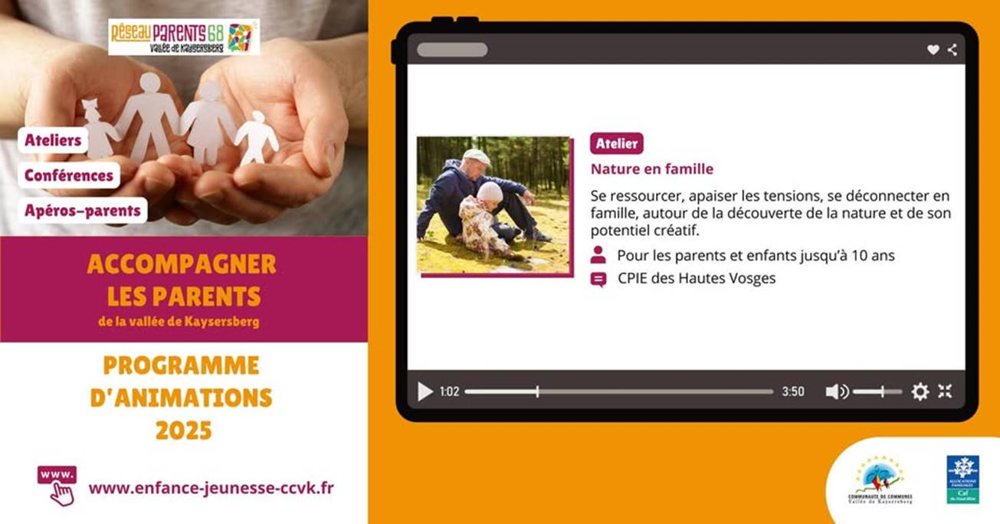 RÉSEAU PARENTS 68
VALLÉE DE KAYSERSBERG
Ateliers
Conférences
Apéros-parents
ACCOMPAGNER
LES PARENTS
de la vallée de Kaysersberg
PROGRAMME
D'ANIMATIONS
2025
www.
www.enfance-jeunesse-ccvk.fr
Atelier
Nature en famille
Se ressourcer, apaiser les tensions, se déconnecter en
famille, autour de la découverte de la nature et de son
potentiel créatif.
Pour les parents et enfants jusqu'à 10 ans
CPIE des Hautes Vosges
1:02
3:50
COMMUNAUTÉ DE COMMUNES
Vallée de Kaysersberg
ALLOCATIONS
FAMILIALES
Caf
du Haut-Rhin